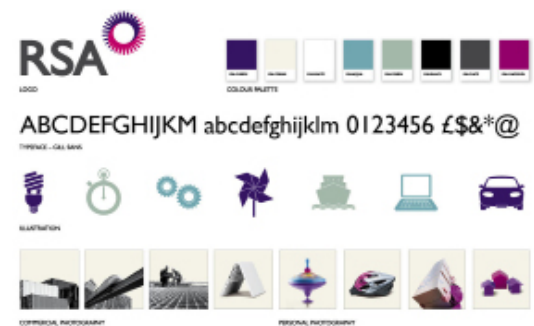 RSA
LOGO
COLOUR PALETTE
ABCDEFGHIJKM abcdefghijklm 0123456 £$&*@
TYPEFACE – GILL SANS
ILLUSTRATION
COMMERCIAL PHOTOGRAPHY
PERSONAL PHOTOGRAPHY